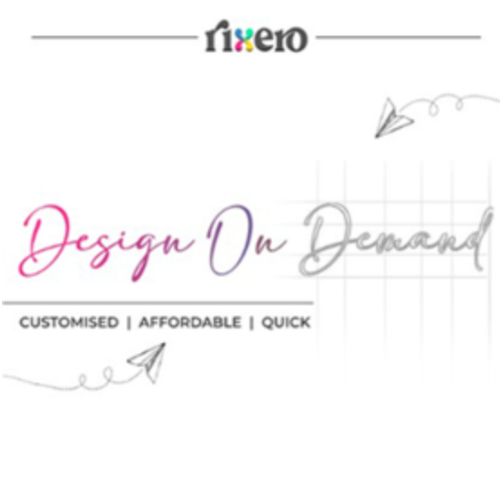 rixero
Design On Demand
CUSTOMISED | AFFORDABLE | QUICK